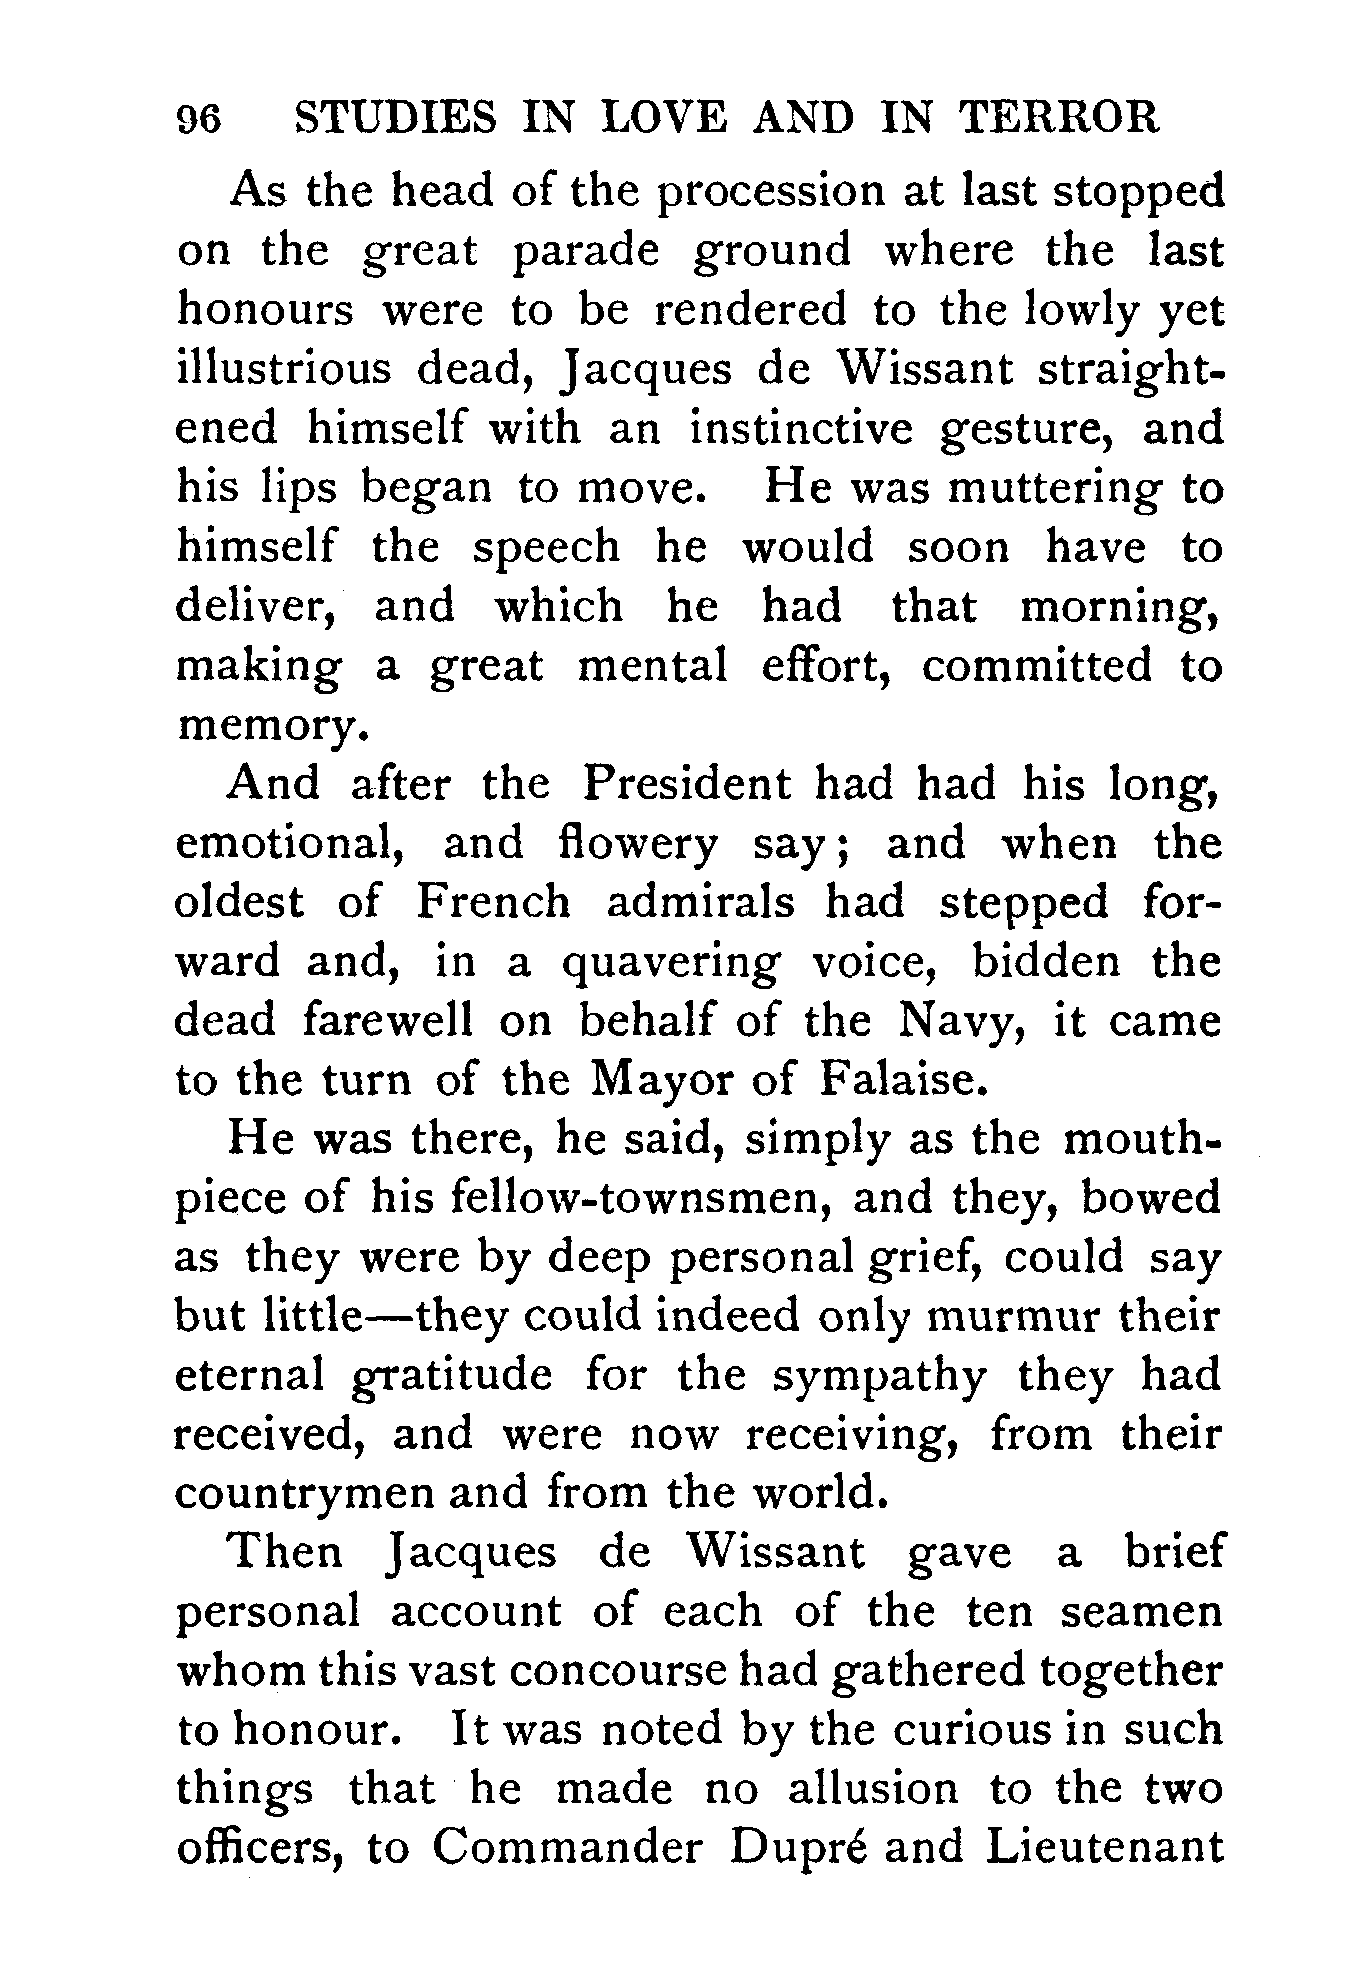 96 STUDIES IN LOVE AND IN TERROR
As the head of the procession at last stopped
on the great parade ground where the last
honours were to be rendered to the lowly yet
illustrious dead, Jacques de Wissant straight-
ened himself with an instinctive gesture, and
his lips began to move. He was muttering to
himself the speech he would soon have to
deliver, and which he had that morning,
making a great mental effort, committed to
memory.
And after the President had had his long,
emotional, and flowery say; and when the
oldest of French admirals had stepped for-
ward and, in a quavering voice, bidden the
dead farewell on behalf of the Navy, it came
to the turn of the Mayor of Falaise.
He was there, he said, simply as the mouth-
piece of his fellow-townsmen, and they, bowed
as they were by deep personal grief, could say
but little—they could indeed only murmur their
eternal gratitude for the sympathy they had
received, and were now receiving, from their
countrymen and from the world.
Then Jacques de Wissant gave a brief
personal account of each of the ten seamen
whom this vast concourse had gathered together
to honour. It was noted by the curious in such
things that he made no allusion to the two
officers, to Commander Dupré and Lieutenant